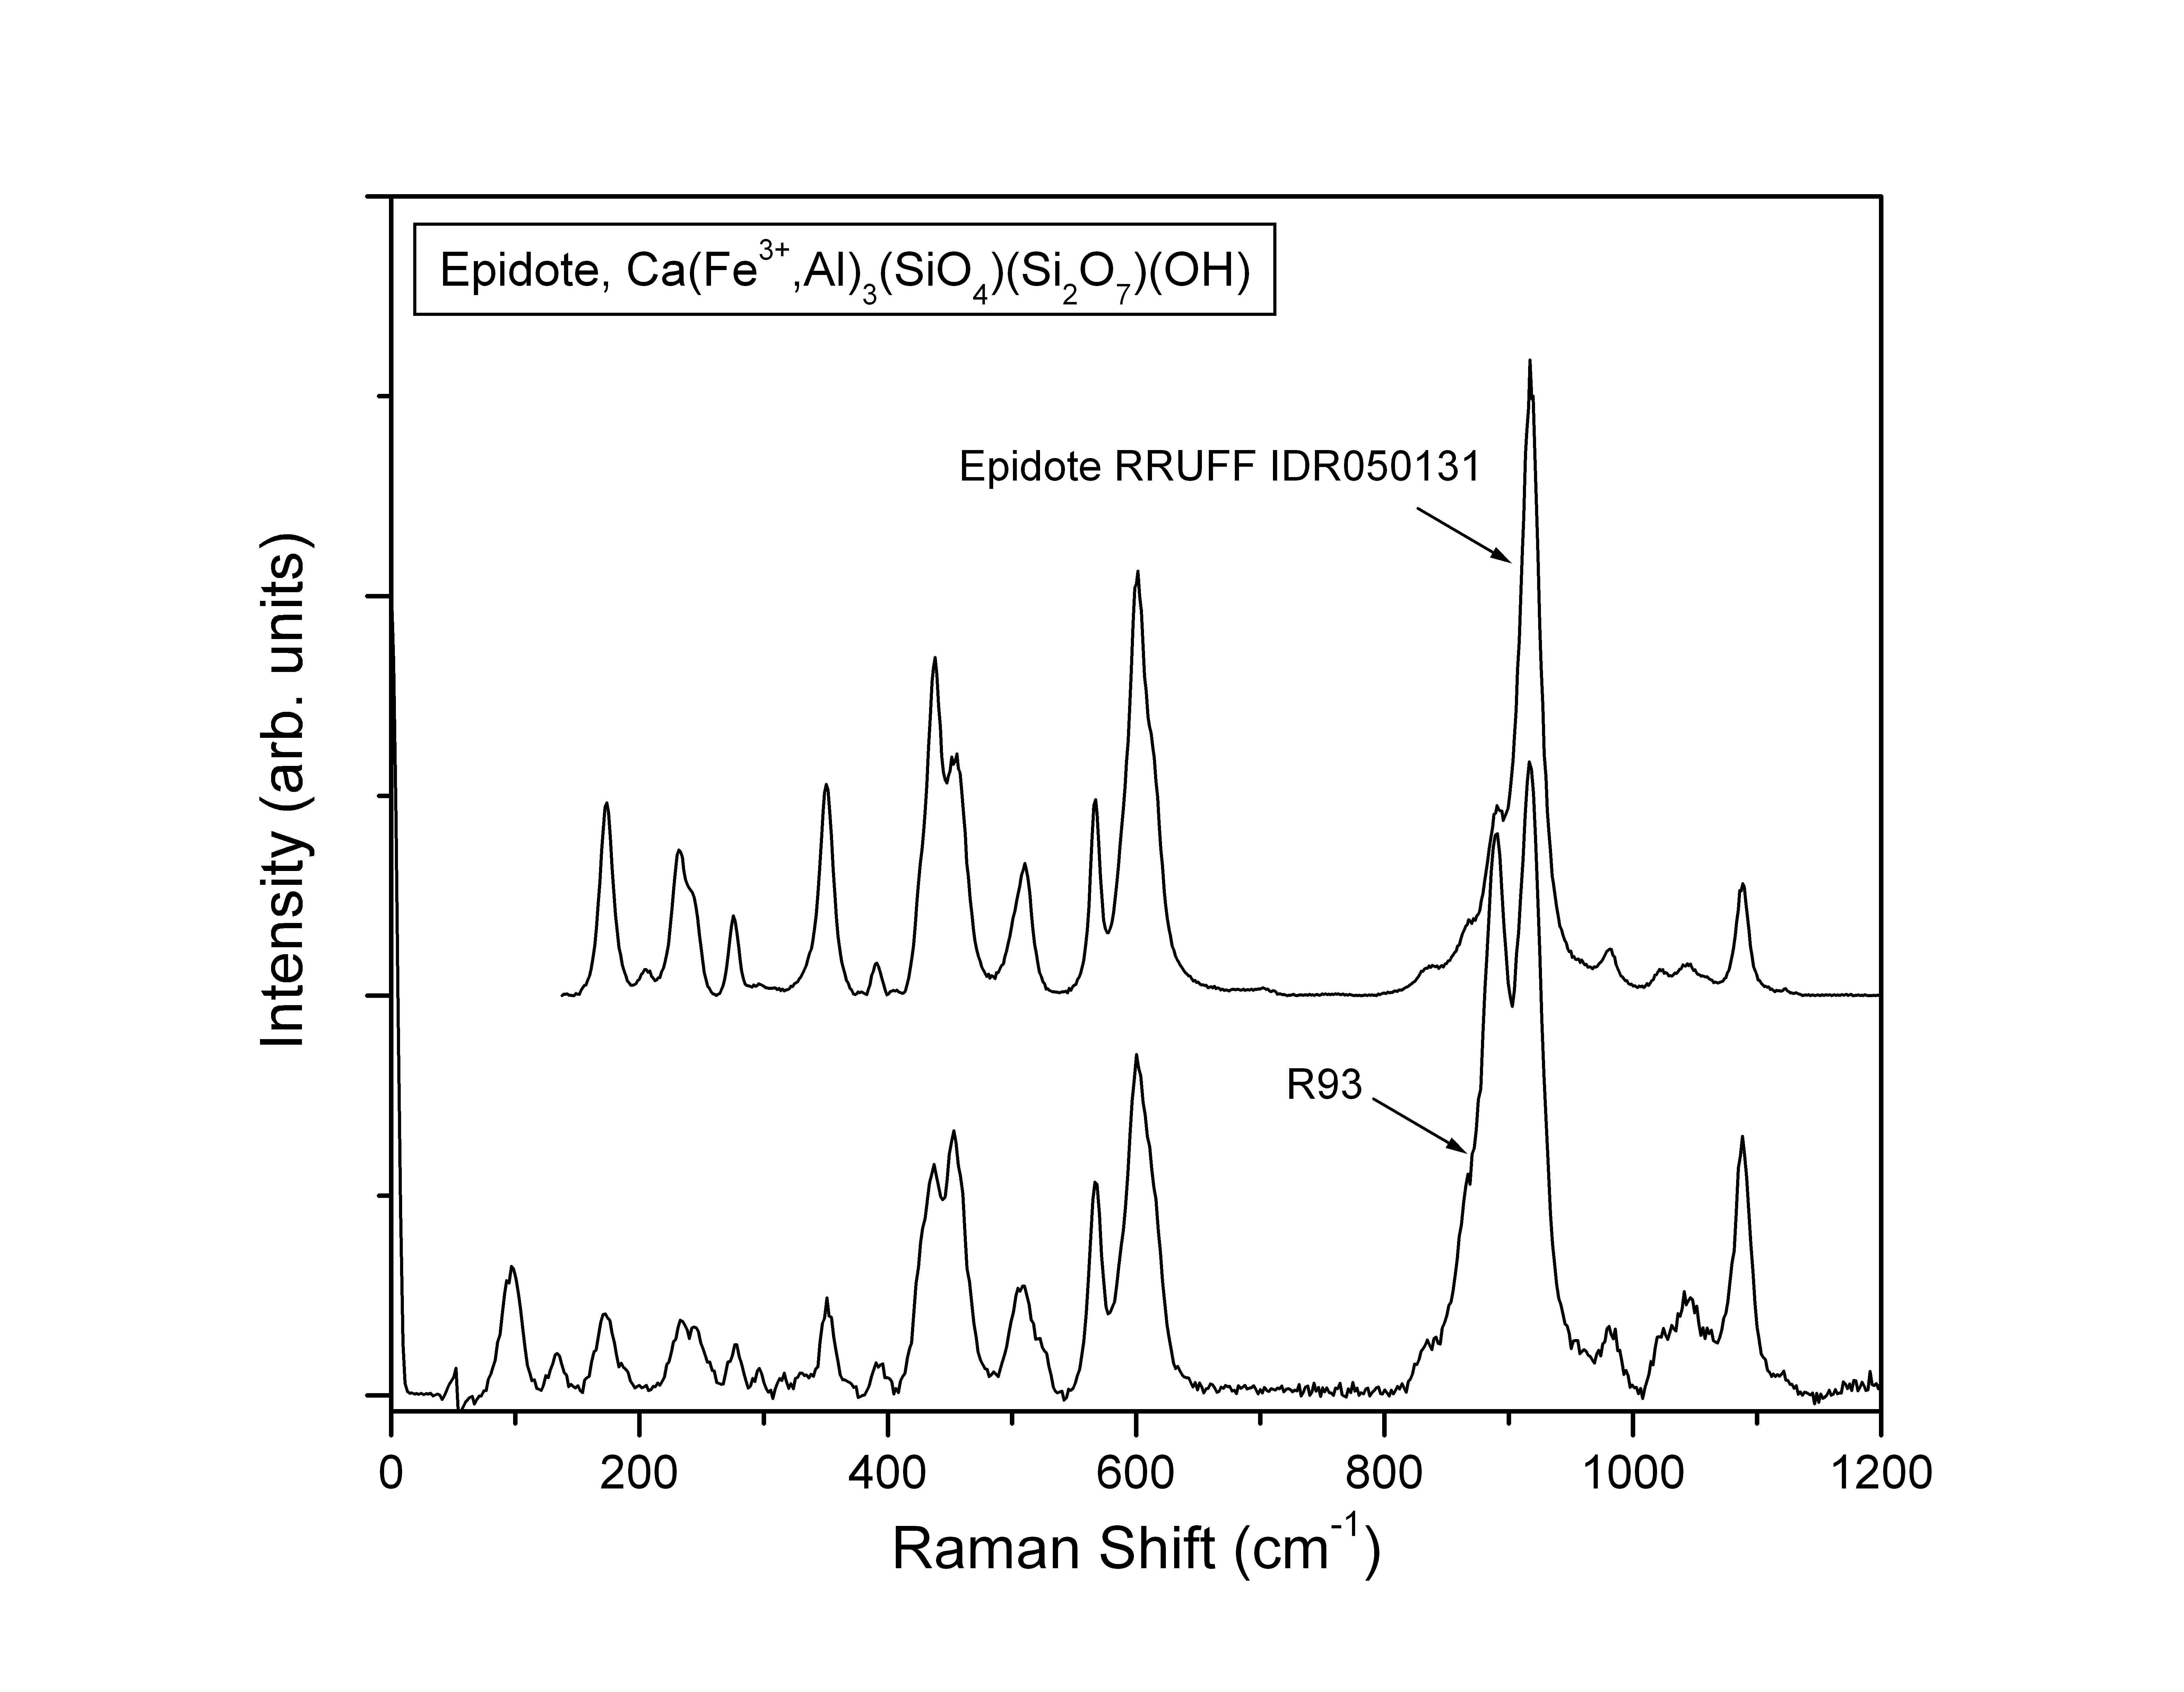 Epidote, Ca(Fe³⁺,Al)₃(SiO₄)(Si₂O₇)(OH)
Epidote RRUFF IDR050131
R93
Intensity (arb. units)
0 200 400 600 800 1000 1200
Raman Shift (cm⁻¹)